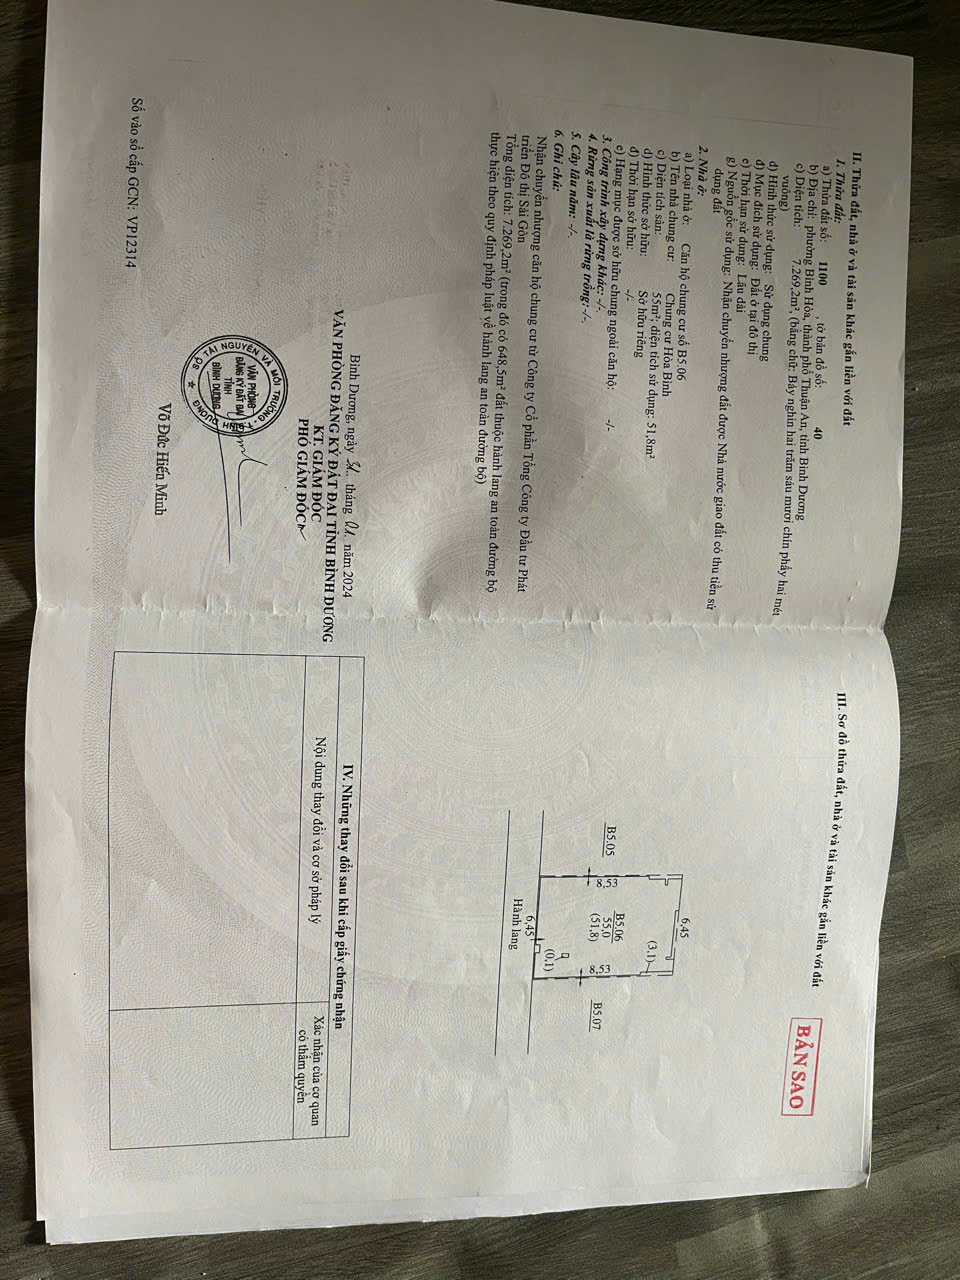 II. Thửa đất, nhà ở và tài sản khác gắn liền với đất
1. Thửa đất:
a) Thửa đất số: 1100 , tờ bản đồ số: 40
b) Địa chỉ: phường Bình Hòa, thành phố Thuận An, tỉnh Bình Dương
c) Diện tích: 7.269,2m², (bằng chữ: Bảy nghìn hai trăm sáu mươi chín phẩy hai mét
vuông)
d) Hình thức sử dụng: Sử dụng chung
đ) Mục đích sử dụng: Đất ở tại đô thị
e) Thời hạn sử dụng: Lâu dài
g) Nguồn gốc sử dụng: Nhận chuyển nhượng đất được Nhà nước giao đất có thu tiền sử
dụng đất
2. Nhà ở:
a) Loại nhà ở: Căn hộ chung cư số B5.06
b) Tên nhà chung cư: Chung cư Hòa Bình
c) Diện tích sàn: 55m²; diện tích sử dụng: 51,8m²
d) Hình thức sở hữu: Sở hữu riêng
đ) Thời hạn sở hữu: -/-
e) Hạng mục được sở hữu chung ngoài căn hộ: -/-
3. Công trình xây dựng khác: -/-.
4. Rừng sản xuất là rừng trồng:-/-.
5. Cây lâu năm: -/-.
6. Ghi chú:
Nhận chuyển nhượng căn hộ chung cư từ Công ty Cổ phần Tổng Công ty Đầu tư Phát
triển Đô thị Sài Gòn
Tổng diện tích: 7.269,2m² (trong đó có 648,5m² đất thuộc hành lang an toàn đường bộ
thực hiện theo quy định pháp luật về hành lang an toàn đường bộ)
Bình Dương, ngày 31 tháng 01 năm 2024
VĂN PHÒNG ĐĂNG KÝ ĐẤT ĐAI TỈNH BÌNH DƯƠNG
KT. GIÁM ĐỐC
PHÓ GIÁM ĐỐC
SỞ TÀI NGUYÊN VÀ MÔI TRƯỜNG - T. BÌNH DƯƠNG
VĂN PHÒNG
ĐĂNG KÝ ĐẤT ĐAI
TỈNH
BÌNH DƯƠNG
Võ Đức Hiến Minh
Số vào sổ cấp GCN: VP12314
III. Sơ đồ thửa đất, nhà ở và tài sản khác gắn liền với đất
BẢN SAO
6,45
(3.1)
B5.05
8,53
B5.06
55,0
(51,8)
8,53
B5.07
(0,1)
6,45
Hành lang
IV. Những thay đổi sau khi cấp giấy chứng nhận
Nội dung thay đổi và cơ sở pháp lý
Xác nhận của cơ quan
có thẩm quyền